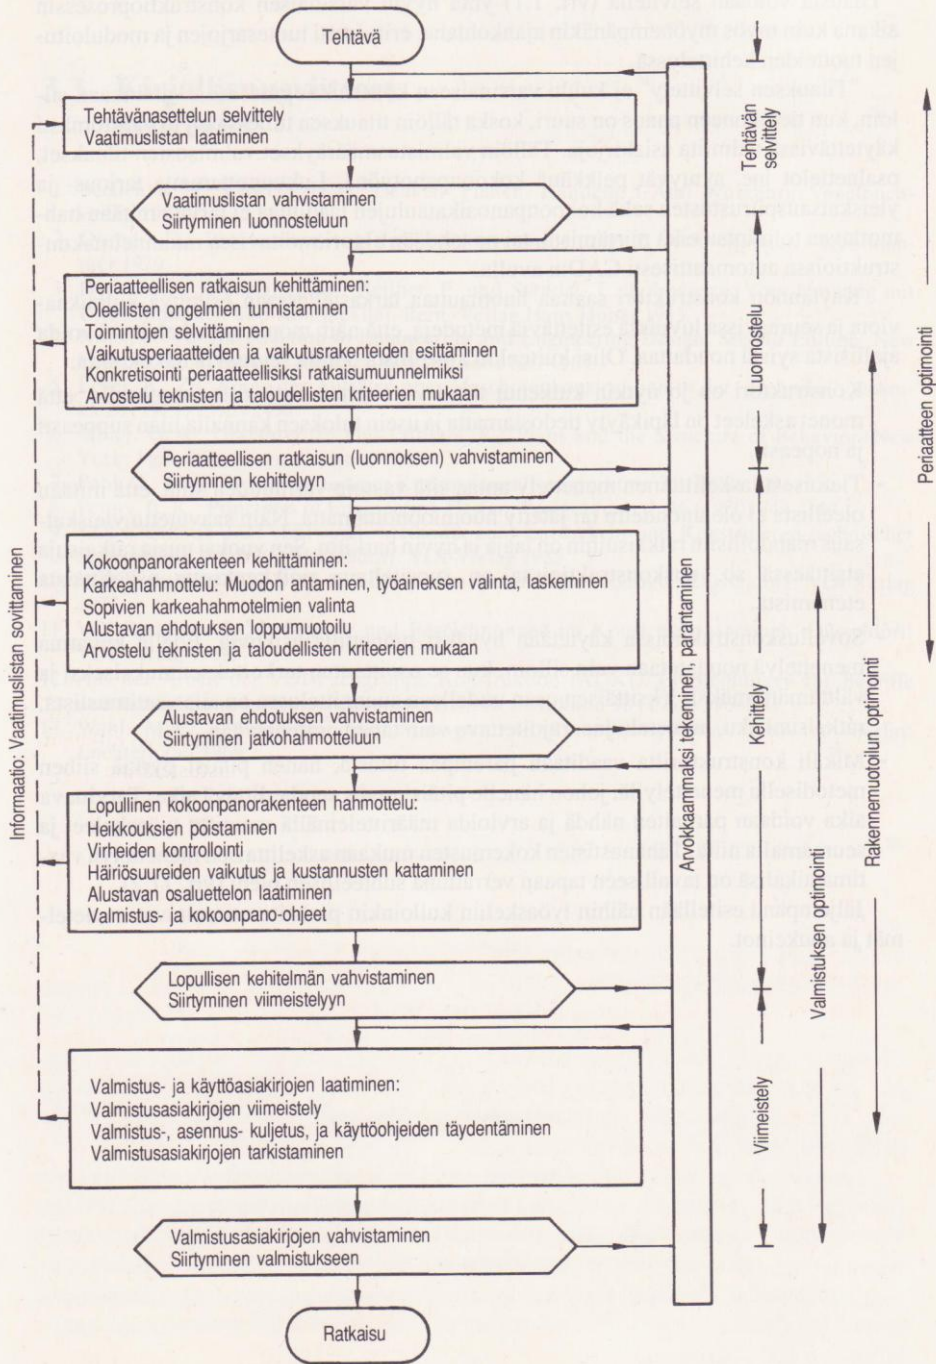 Tehtävä
Tehtävänasettelun selvittely
Vaatimuslistan laatiminen
Vaatimuslistan vahvistaminen
Siirtyminen luonnosteluun
Periaatteellisen ratkaisun kehittäminen:
Oleellisten ongelmien tunnistaminen
Toimintojen selvittäminen
Vaikutusperiaatteiden ja vaikutusrakenteiden esittäminen
Konkretisointi periaatteellisiksi ratkaisumuunnelmiksi
Arvostelu teknisten ja taloudellisten kriteerien mukaan
Periaatteellisen ratkaisun (luonnoksen) vahvistaminen
Siirtyminen kehittelyyn
Kokoonpanorakenteen kehittäminen:
Karkeahahmottelu: Muodon antaminen, työaineksen valinta, laskeminen
Sopivien karkeahahmotelmien valinta
Alustavan ehdotuksen loppumuotoilu
Arvostelu teknisten ja taloudellisten kriteerien mukaan
Alustavan ehdotuksen vahvistaminen
Siirtyminen jatkohahmotteluun
Lopullinen kokoonpanorakenteen hahmottelu:
Heikkouksien poistaminen
Virheiden kontrollointi
Häiriösuureiden vaikutus ja kustannusten kattaminen
Alustavan osaluettelon laatiminen
Valmistus- ja kokoonpano-ohjeet
Lopullisen kehitelmän vahvistaminen
Siirtyminen viimeistelyyn
Valmistus- ja käyttöasiakirjojen laatiminen:
Valmistusasiakirjojen viimeistely
Valmistus-, asennus- kuljetus, ja käyttöohjeiden täydentäminen
Valmistusasiakirjojen tarkistaminen
Valmistusasiakirjojen vahvistaminen
Siirtyminen valmistukseen
Ratkaisu
Informaatio: Vaatimuslistan sovittaminen
Arvokkaammaksi tekeminen ja parantaminen
Tehtävän
selvittely
Luonnostelu
Kehittely
Viimeistely
Valmistuksen optimointi
Rakennemuotoilun optimointi
Periaatteen optimointi